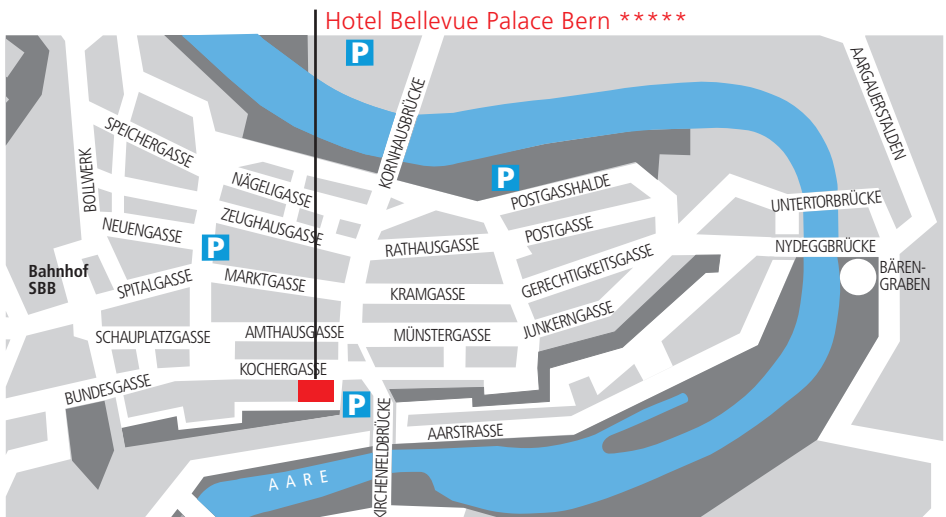 Hotel Bellevue Palace Bern *****
P
KORNHAUSBRÜCKE
AARGAUERSTALDEN
SPEICHERGASSE
BOLLWERK
NÄGELIGASSE
P
POSTGASSHALDE
UNTERTORBRÜCKE
NEUENGASSE
ZEUGHAUSGASSE
P
RATHAUSGASSE
POSTGASSE
NYDEGGBRÜCKE
Bahnhof
SBB
SPITALGASSE
MARKTGASSE
KRAMGASSE
GERECHTIGKEITSGASSE
BÄREN-
GRABEN
SCHAUPLATZGASSE
AMTHAUSGASSE
MÜNSTERGASSE
JUNKERNGASSE
KOCHERGASSE
BUNDESGASSE
P
KIRCHENFELDBRÜCKE
AARSTRASSE
AARE